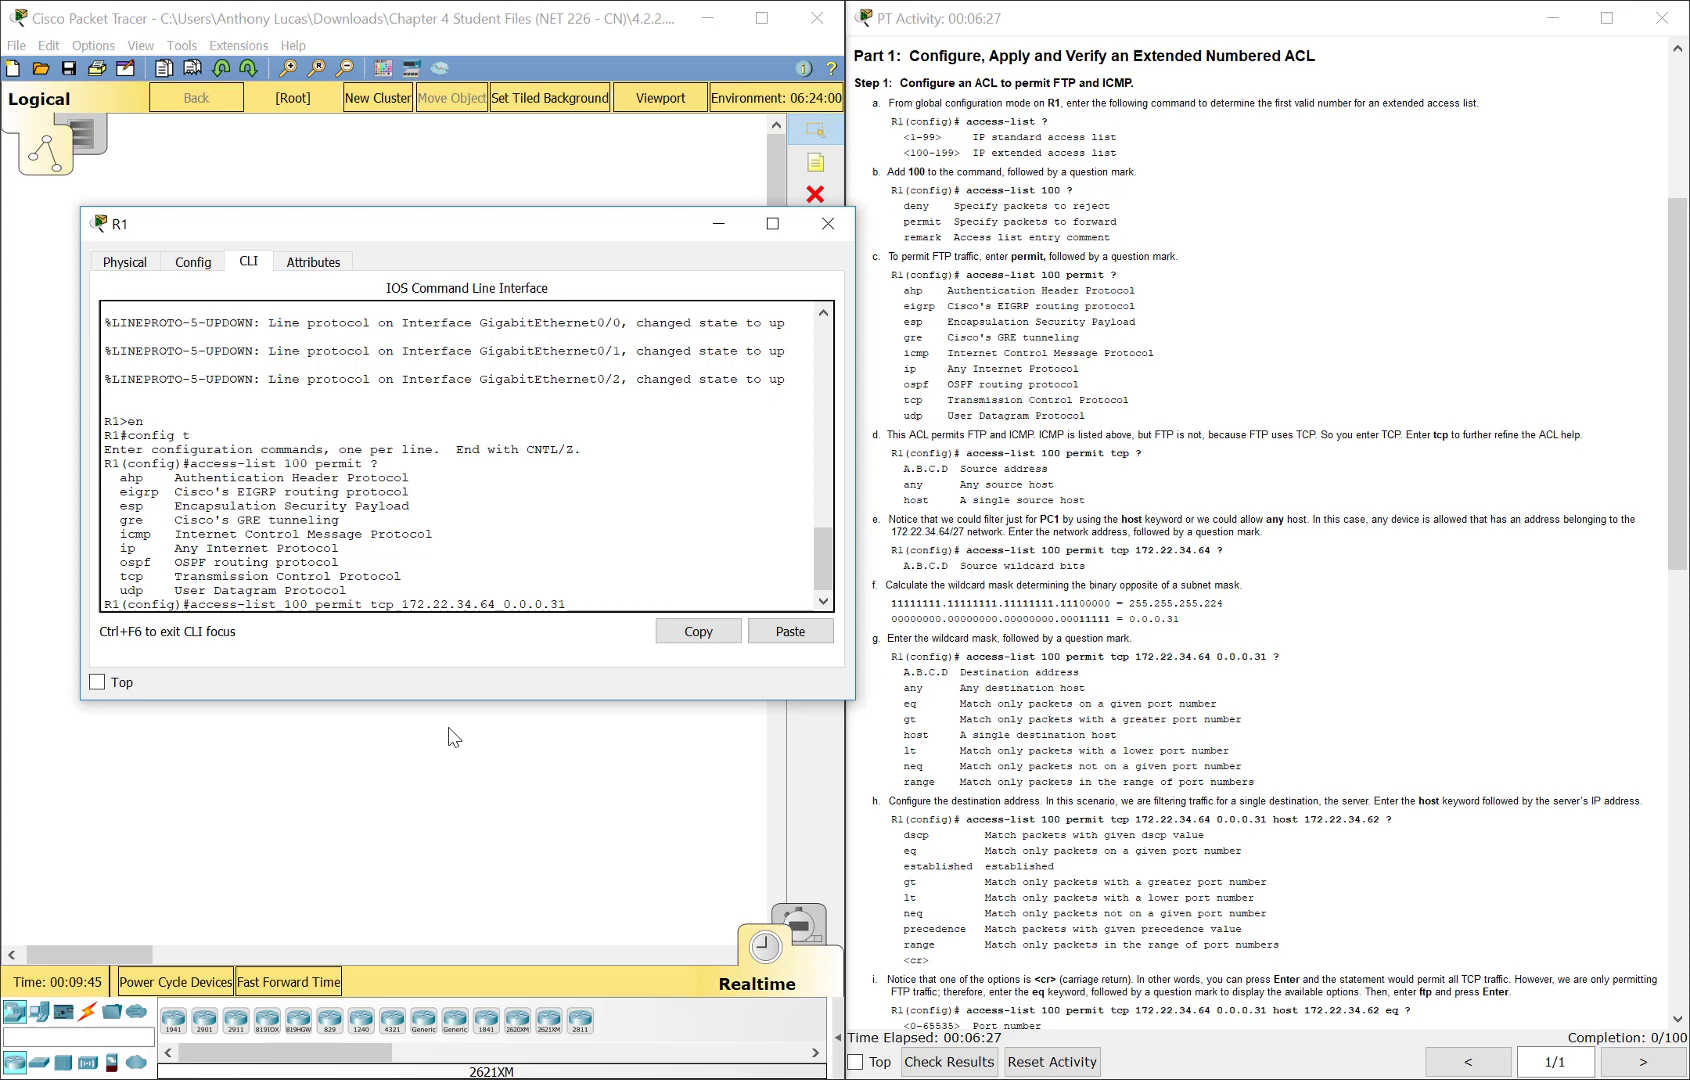 Cisco Packet Tracer - C:\Users\Anthony Lucas\Downloads\Chapter 4 Student Files (NET 226 - CN)\4.2.2....
File Edit Options View Tools Extensions Help
Logical Back [Root] New Cluster Move Object Set Tiled Background Viewport Environment: 06:24:00
R1
Physical Config CLI Attributes
IOS Command Line Interface
%LINEPROTO-5-UPDOWN: Line protocol on Interface GigabitEthernet0/0, changed state to up
%LINEPROTO-5-UPDOWN: Line protocol on Interface GigabitEthernet0/1, changed state to up
%LINEPROTO-5-UPDOWN: Line protocol on Interface GigabitEthernet0/2, changed state to up
R1>en
R1#config t
Enter configuration commands, one per line. End with CNTL/Z.
R1(config)#access-list 100 permit ?
ahp Authentication Header Protocol
eigrp Cisco's EIGRP routing protocol
esp Encapsulation Security Payload
gre Cisco's GRE tunneling
icmp Internet Control Message Protocol
ip Any Internet Protocol
ospf OSPF routing protocol
tcp Transmission Control Protocol
udp User Datagram Protocol
R1(config)#access-list 100 permit tcp 172.22.34.64 0.0.0.31
Ctrl+F6 to exit CLI focus
Copy Paste
Top
Time: 00:09:45 Power Cycle Devices Fast Forward Time Realtime
1941 2901 2911 819IOX 819HGW 829 1240 4321 Generic Generic 1841 2620XM 2621XM 2811
2621XM
PT Activity: 00:06:27
Part 1: Configure, Apply and Verify an Extended Numbered ACL
Step 1: Configure an ACL to permit FTP and ICMP.
a. From global configuration mode on R1, enter the following command to determine the first valid number for an extended access list.
R1(config)# access-list ?
<1-99> IP standard access list
<100-199> IP extended access list
b. Add 100 to the command, followed by a question mark.
R1(config)# access-list 100 ?
deny Specify packets to reject
permit Specify packets to forward
remark Access list entry comment
c. To permit FTP traffic, enter permit, followed by a question mark.
R1(config)# access-list 100 permit ?
ahp Authentication Header Protocol
eigrp Cisco's EIGRP routing protocol
esp Encapsulation Security Payload
gre Cisco's GRE tunneling
icmp Internet Control Message Protocol
ip Any Internet Protocol
ospf OSPF routing protocol
tcp Transmission Control Protocol
udp User Datagram Protocol
d. This ACL permits FTP and ICMP. ICMP is listed above, but FTP is not, because FTP uses TCP. So you enter TCP. Enter tcp to further refine the ACL help.
R1(config)# access-list 100 permit tcp ?
A.B.C.D Source address
any Any source host
host A single source host
e. Notice that we could filter just for PC1 by using the host keyword or we could allow any host. In this case, any device is allowed that has an address belonging to the
172.22.34.64/27 network. Enter the network address, followed by a question mark.
R1(config)# access-list 100 permit tcp 172.22.34.64 ?
A.B.C.D Source wildcard bits
f. Calculate the wildcard mask determining the binary opposite of a subnet mask.
11111111.11111111.11111111.11100000 = 255.255.255.224
00000000.00000000.00000000.00011111 = 0.0.0.31
g. Enter the wildcard mask, followed by a question mark.
R1(config)# access-list 100 permit tcp 172.22.34.64 0.0.0.31 ?
A.B.C.D Destination address
any Any destination host
eq Match only packets on a given port number
gt Match only packets with a greater port number
host A single destination host
lt Match only packets with a lower port number
neq Match only packets not on a given port number
range Match only packets in the range of port numbers
h. Configure the destination address. In this scenario, we are filtering traffic for a single destination, the server. Enter the host keyword followed by the server's IP address.
R1(config)# access-list 100 permit tcp 172.22.34.64 0.0.0.31 host 172.22.34.62 ?
dscp Match packets with given dscp value
eq Match only packets on a given port number
established established
gt Match only packets with a greater port number
lt Match only packets with a lower port number
neq Match only packets not on a given port number
precedence Match packets with given precedence value
range Match only packets in the range of port numbers
<cr>
i. Notice that one of the options is <cr> (carriage return). In other words, you can press Enter and the statement would permit all TCP traffic. However, we are only permitting
FTP traffic; therefore, enter the eq keyword, followed by a question mark to display the available options. Then, enter ftp and press Enter.
R1(config)# access-list 100 permit tcp 172.22.34.64 0.0.0.31 host 172.22.34.62 eq ?
<0-65535> Port number
Time Elapsed: 00:06:27 Completion: 0/100
Top Check Results Reset Activity < 1/1 >